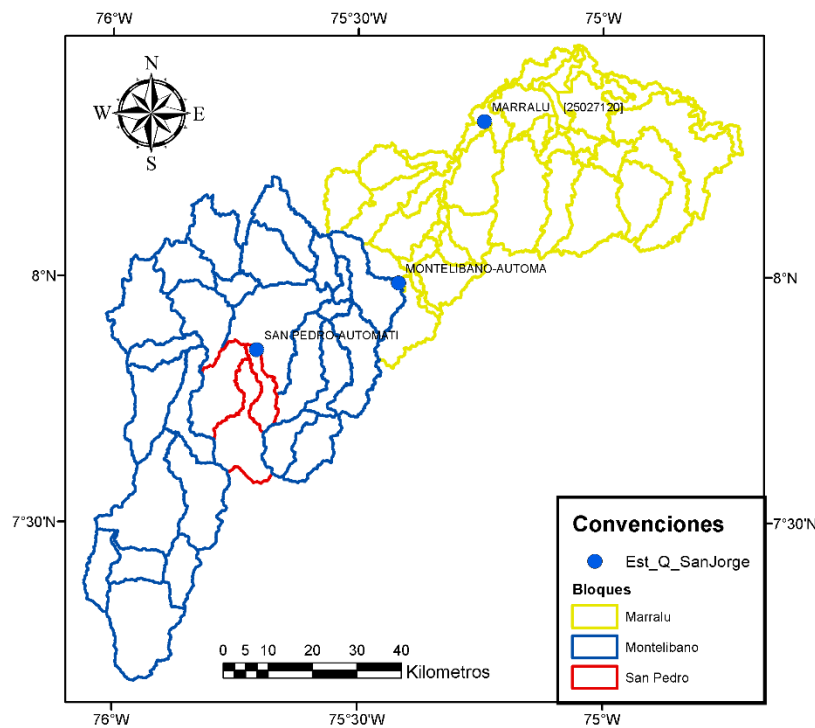 76°W 75°30'W 75°W
N
W E
S
MARRALU [25027120]
8°N 8°N
MONTELIBANO-AUTOMA
SAN PEDRO-AUTOMATI
7°30'N 7°30'N
Convenciones
Est_Q_SanJorge
Bloques
Marralu
Montelibano
San Pedro
0 5 10 20 30 40
Kilometros
76°W 75°30'W 75°W